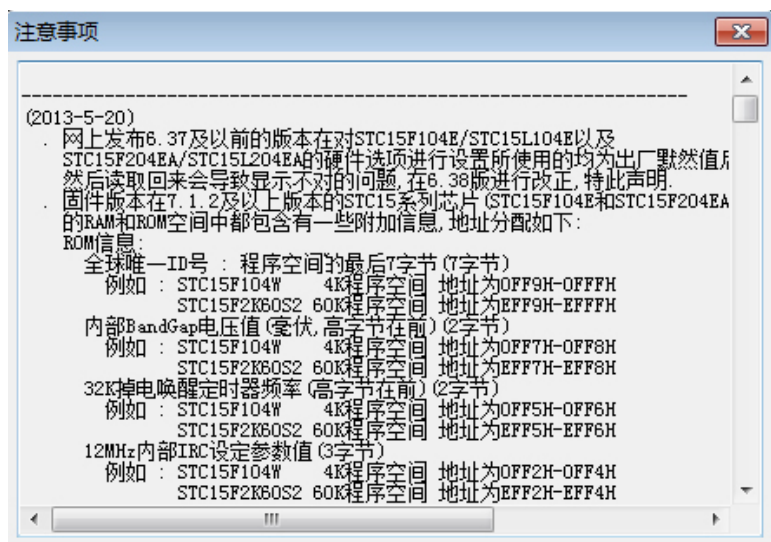 注意事项
----------------------------------------------------------------
(2013-5-20)
. 网上发布6.37及以前的版本在对STC15F104E/STC15L104E以及
STC15F204EA/STC15L204EA的硬件选项进行设置所使用的均为出厂默然值,
然后读取回来会导致显示不对的问题,在6.38版进行改正,特此声明.
. 固件版本在7.1.2及以上版本的STC15系列芯片(STC15F104E和STC15F204EA
的RAM和ROM空间中都包含有一些附加信息,地址分配如下:
ROM信息:
全球唯一ID号 : 程序空间的最后7字节(7字节)
例如 : STC15F104W 4K程序空间 地址为0FF9H-0FFFH
STC15F2K60S2 60K程序空间 地址为EFF9H-EFFFH
内部BandGap电压值(毫伏,高字节在前)(2字节)
例如 : STC15F104W 4K程序空间 地址为0FF7H-0FF8H
STC15F2K60S2 60K程序空间 地址为EFF7H-EFF8H
32K掉电唤醒定时器频率(高字节在前)(2字节)
例如 : STC15F104W 4K程序空间 地址为0FF5H-0FF6H
STC15F2K60S2 60K程序空间 地址为EFF5H-EFF6H
12MHz内部IRC设定参数值(3字节)
例如 : STC15F104W 4K程序空间 地址为0FF2H-0FF4H
STC15F2K60S2 60K程序空间 地址为EFF2H-EFF4H